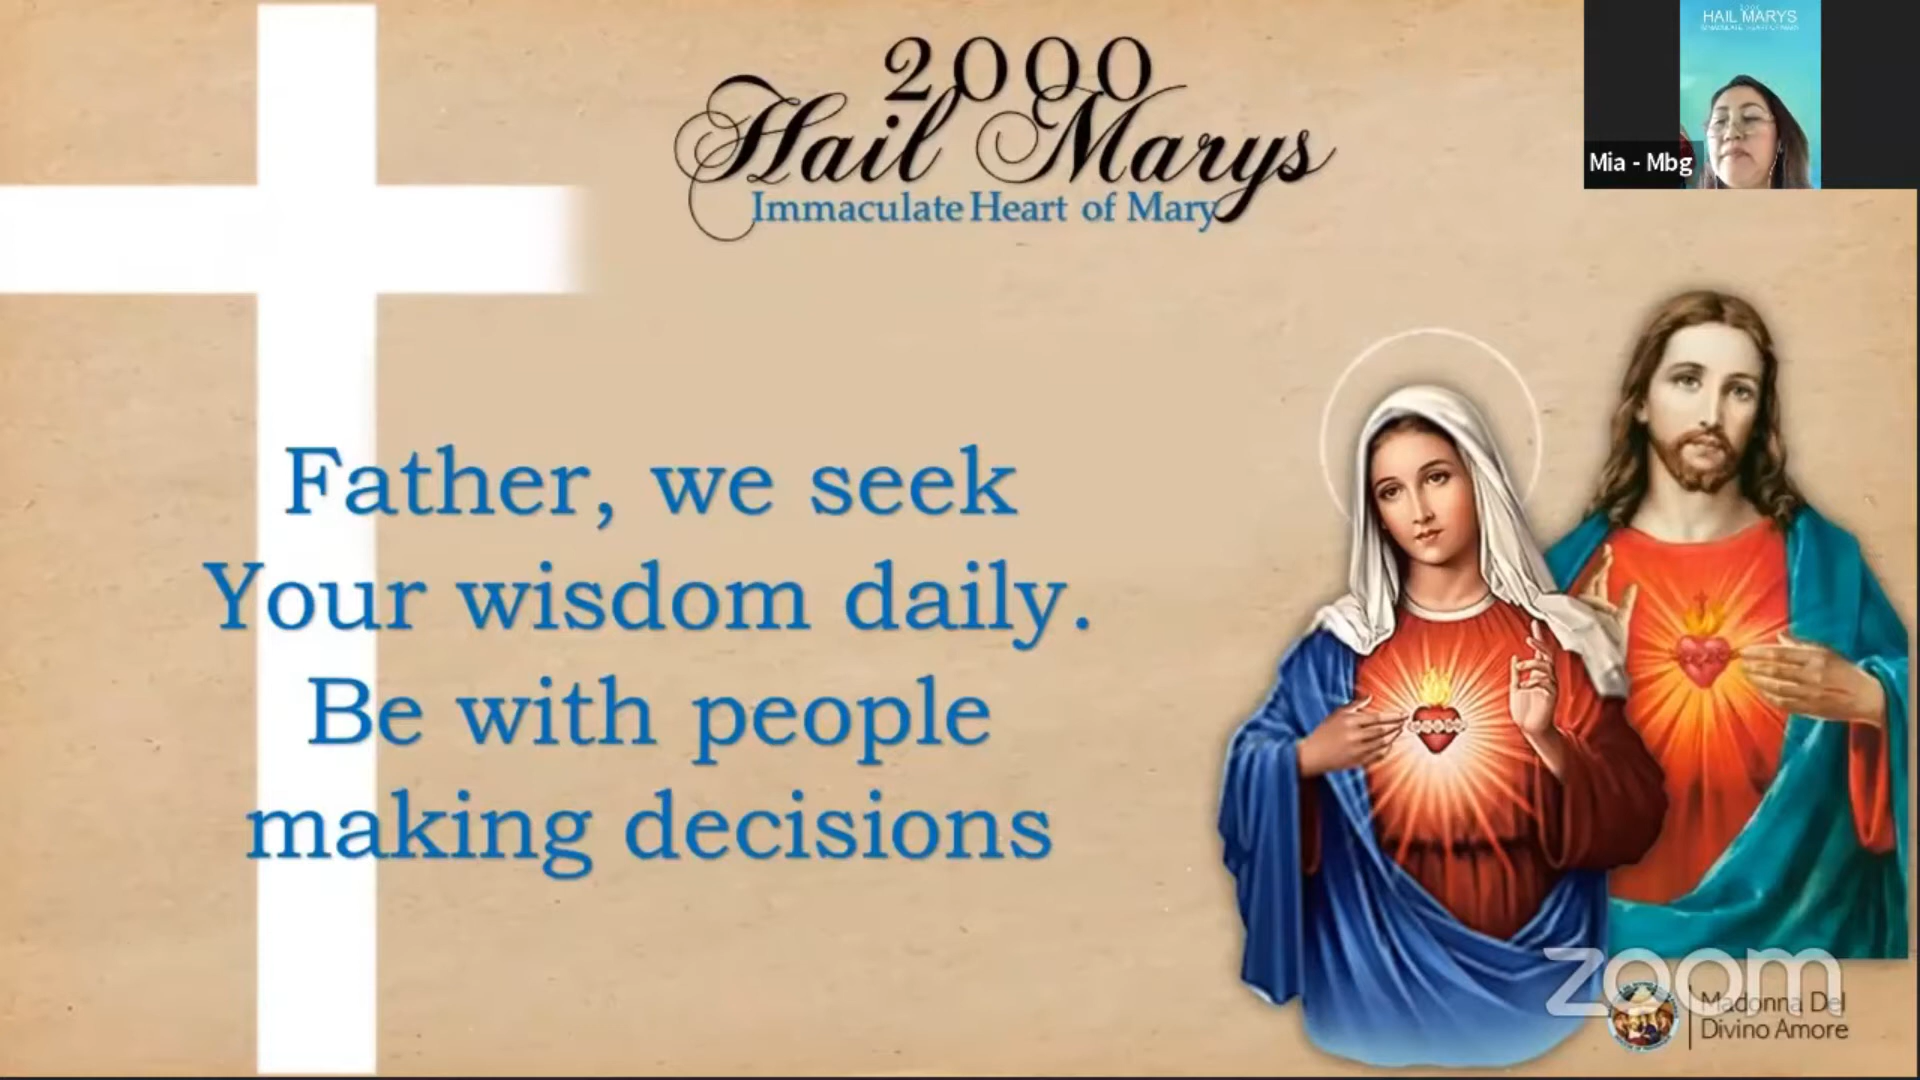 2000
Hail Marys
Immaculate Heart of Mary
HAIL MARYS
Mia - Mbg
Father, we seek
Your wisdom daily.
Be with people
making decisions
zoom
Madonna Del
Divino Amore